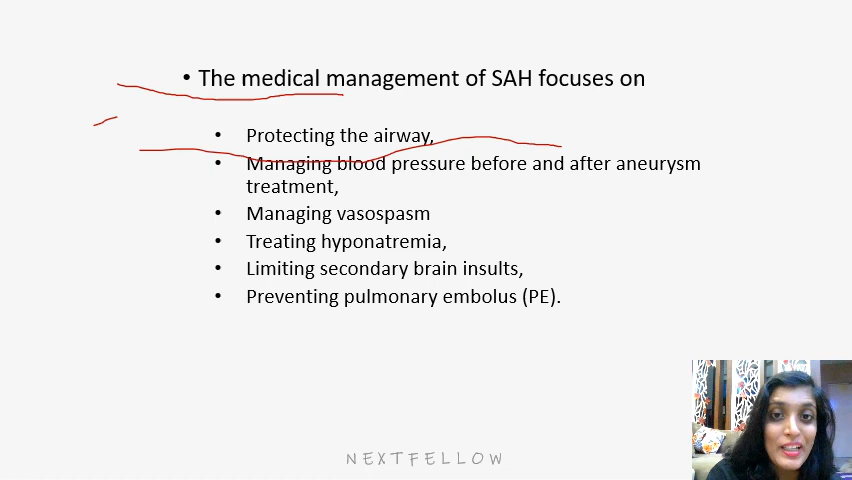 • The medical management of SAH focuses on
• Protecting the airway,
• Managing blood pressure before and after aneurysm
treatment,
• Managing vasospasm
• Treating hyponatremia,
• Limiting secondary brain insults,
• Preventing pulmonary embolus (PE).
NEXTFELLOW